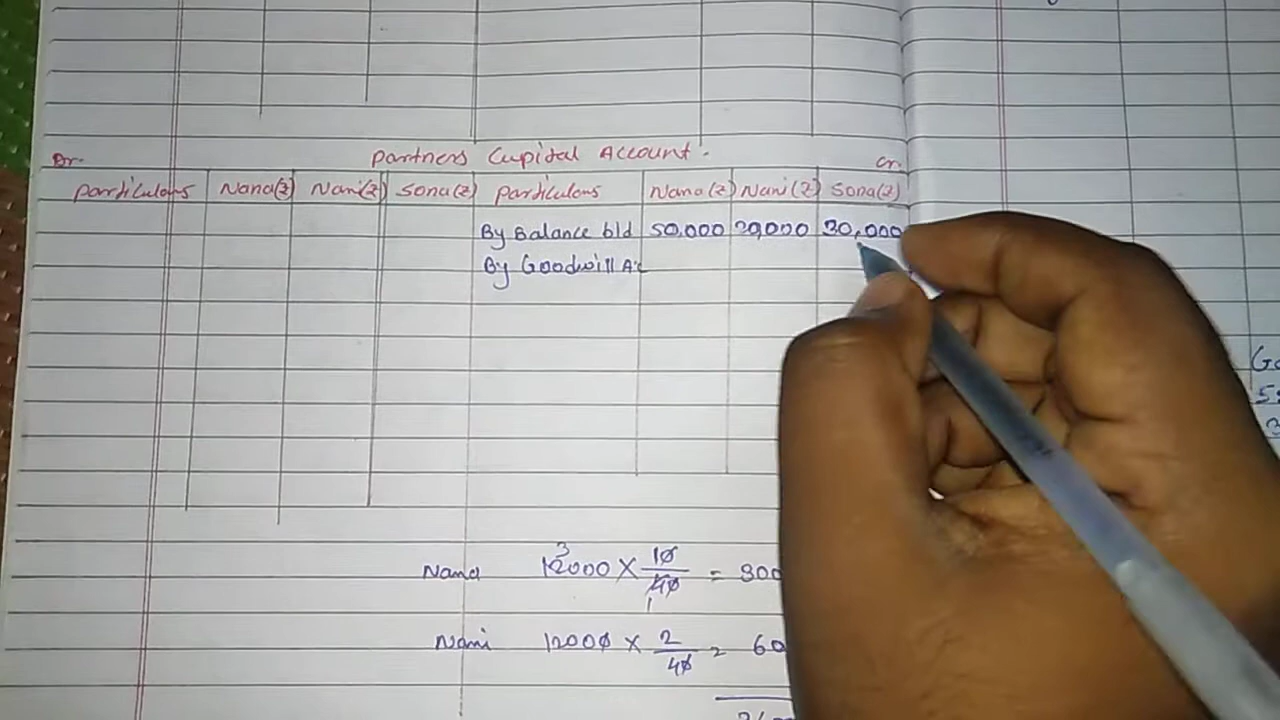 Partners Capital Account.
Dr. Cr.
Particulars Nana(₹) Nani(₹) Sona(₹) Particulars Nana(₹) Nani(₹) Sona(₹)
By Balance b/d 50,000 30,000 30,000
By Goodwill A/c
Nana 12000 × 10/40 = 300
Nani 12000 × 2/40 = 60